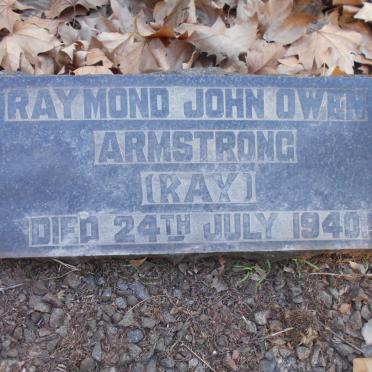 RAYMOND JOHN OWEN
ARMSTRONG
(RAY)
DIED 24TH JULY 1940.